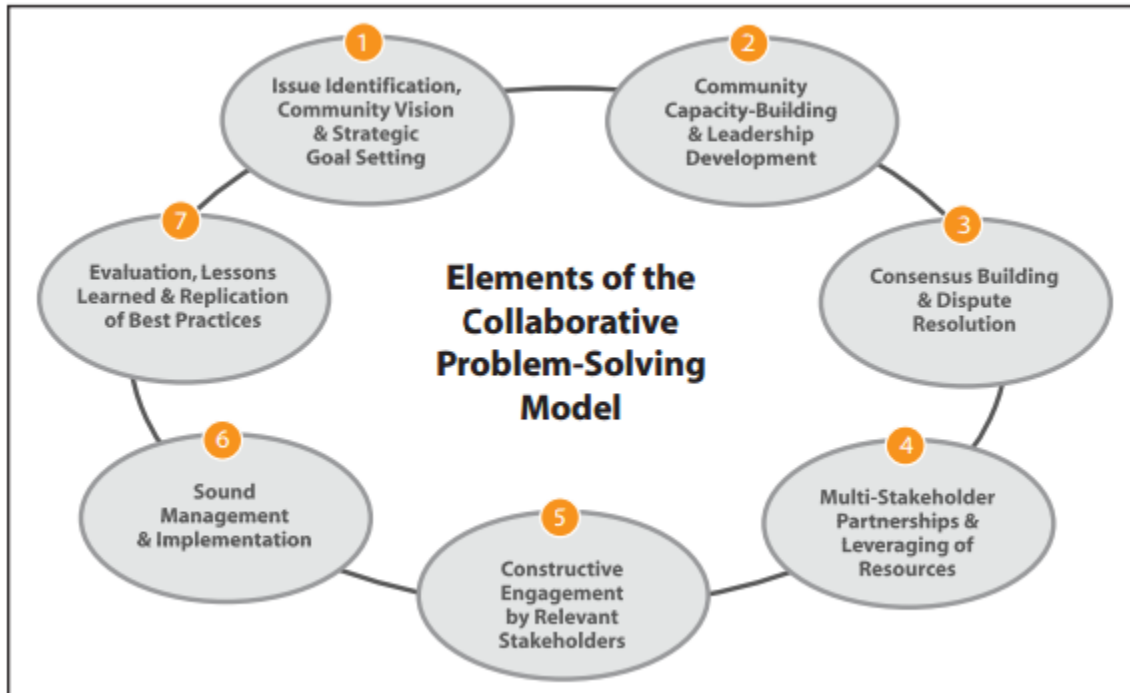 1
Issue Identification,
Community Vision
& Strategic
Goal Setting
2
Community
Capacity-Building
& Leadership
Development
3
Consensus Building
& Dispute
Resolution
4
Multi-Stakeholder
Partnerships &
Leveraging of
Resources
5
Constructive
Engagement
by Relevant
Stakeholders
6
Sound
Management
& Implementation
7
Evaluation, Lessons
Learned & Replication
of Best Practices
Elements of the
Collaborative
Problem-Solving
Model